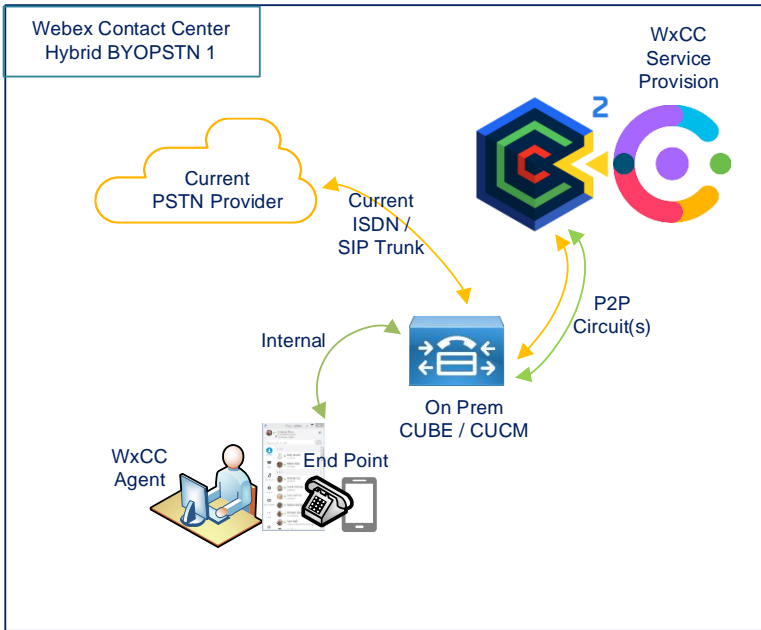 Webex Contact Center
Hybrid BYOPSTN 1
WxCC
Service
Provision
2
C
Current
PSTN Provider
Current
ISDN /
SIP Trunk
P2P
Circuit(s)
Internal
On Prem
CUBE / CUCM
WxCC
Agent
End Point